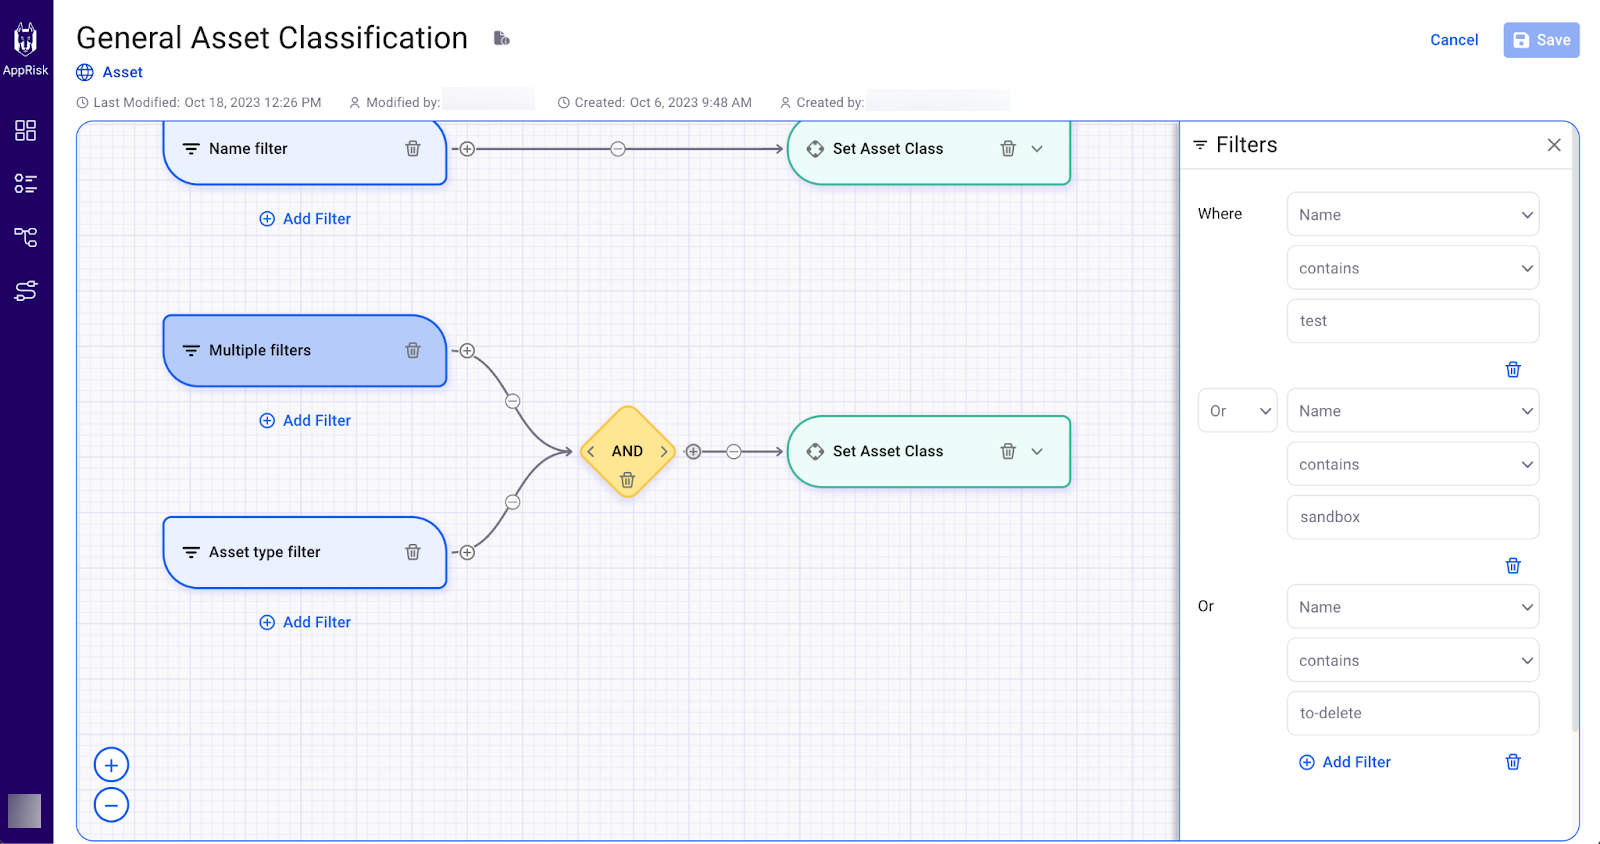 AppRisk
General Asset Classification
Cancel
Save
Asset
Last Modified: Oct 18, 2023 12:26 PM
Modified by:
Created: Oct 6, 2023 9:48 AM
Created by:
Name filter
Set Asset Class
Add Filter
Multiple filters
Add Filter
AND
Set Asset Class
Asset type filter
Add Filter
Filters
Where
Name
contains
test
Or
Name
contains
sandbox
Or
Name
contains
to-delete
Add Filter